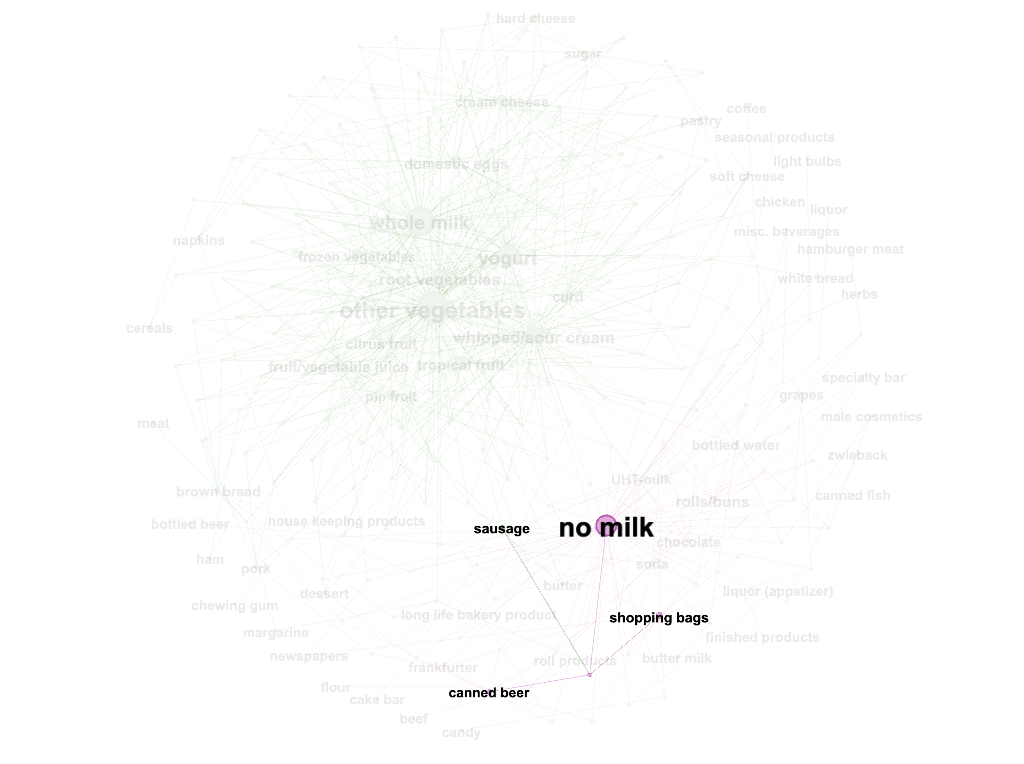 hard cheese
sugar
cream cheese
coffee
pastry
seasonal products
domestic eggs
light bulbs
soft cheese
chicken
liquor
whole milk
misc. beverages
napkins
hamburger meat
frozen vegetables
yogurt
root vegetables
white bread
curd
herbs
other vegetables
cereals
whipped/sour cream
citrus fruit
fruit/vegetable juice
tropical fruit
specialty bar
pip fruit
grapes
meat
male cosmetics
bottled water
zwieback
UHT-milk
brown bread
canned fish
rolls/buns
bottled beer
house keeping products
sausage
no milk
chocolate
ham
pork
soda
butter
dessert
liquor (appetizer)
chewing gum
long life bakery product
shopping bags
margarine
finished products
newspapers
frankfurter
roll products
butter milk
flour
canned beer
cake bar
beef
candy